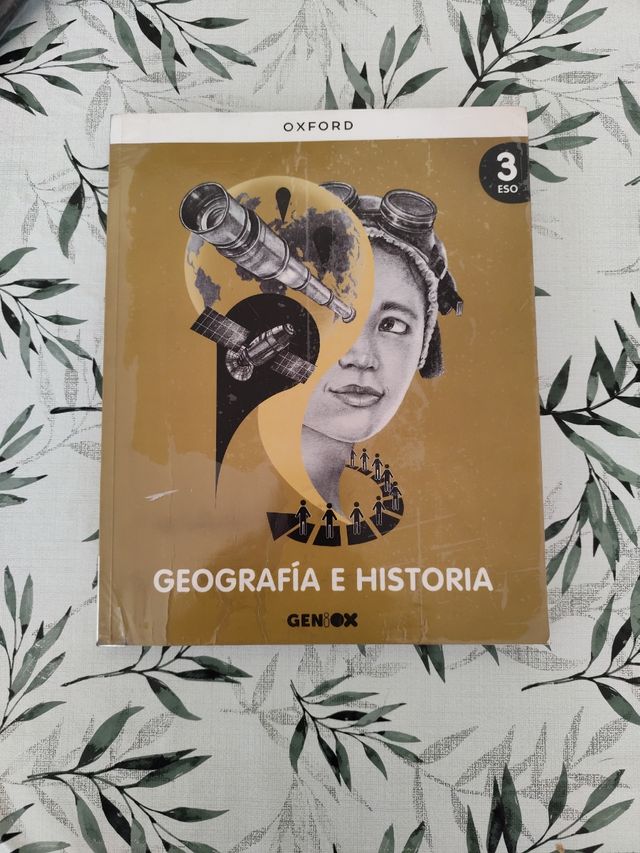 OXFORD
3
ESO
GEOGRAFÍA E HISTORIA
GENiOX